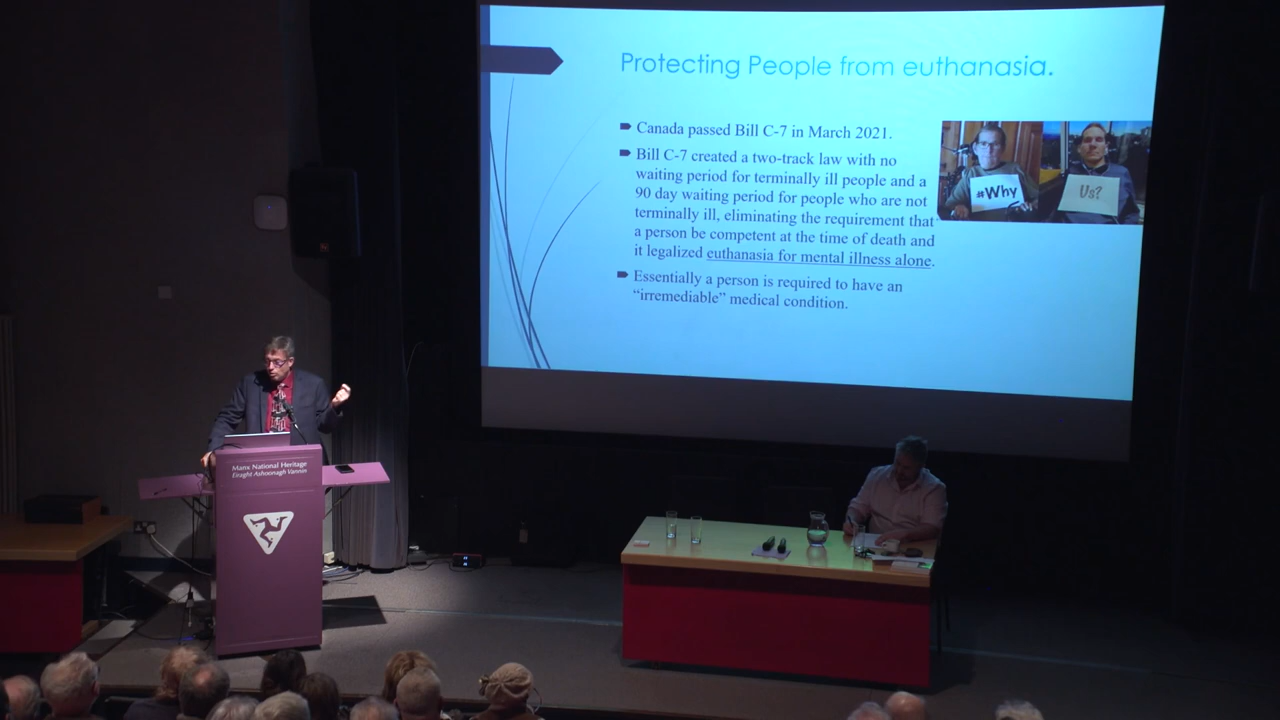 Protecting People from euthanasia.
Canada passed Bill C-7 in March 2021.
Bill C-7 created a two-track law with no
waiting period for terminally ill people and a
90 day waiting period for people who are not
terminally ill, eliminating the requirement that
a person be competent at the time of death and
it legalized euthanasia for mental illness alone.
Essentially a person is required to have an
“irremediable” medical condition.
#Why
Us?
Manx National Heritage
Eiraght Ashoonagh Vannin